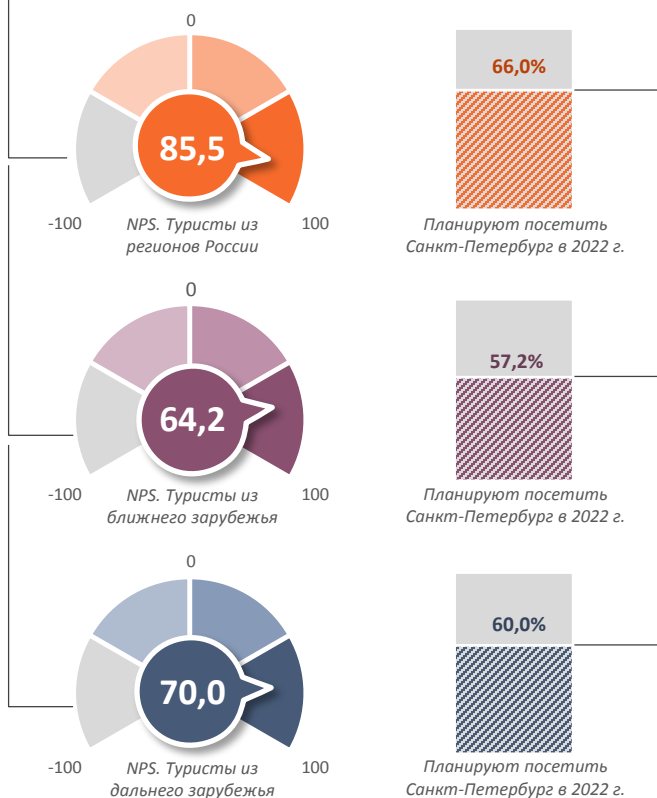 0
85,5
-100
100
NPS. Туристы из
регионов России
66,0%
Планируют посетить
Санкт-Петербург в 2022 г.
0
64,2
-100
100
NPS. Туристы из
ближнего зарубежья
57,2%
Планируют посетить
Санкт-Петербург в 2022 г.
0
70,0
-100
100
NPS. Туристы из
дальнего зарубежья
60,0%
Планируют посетить
Санкт-Петербург в 2022 г.